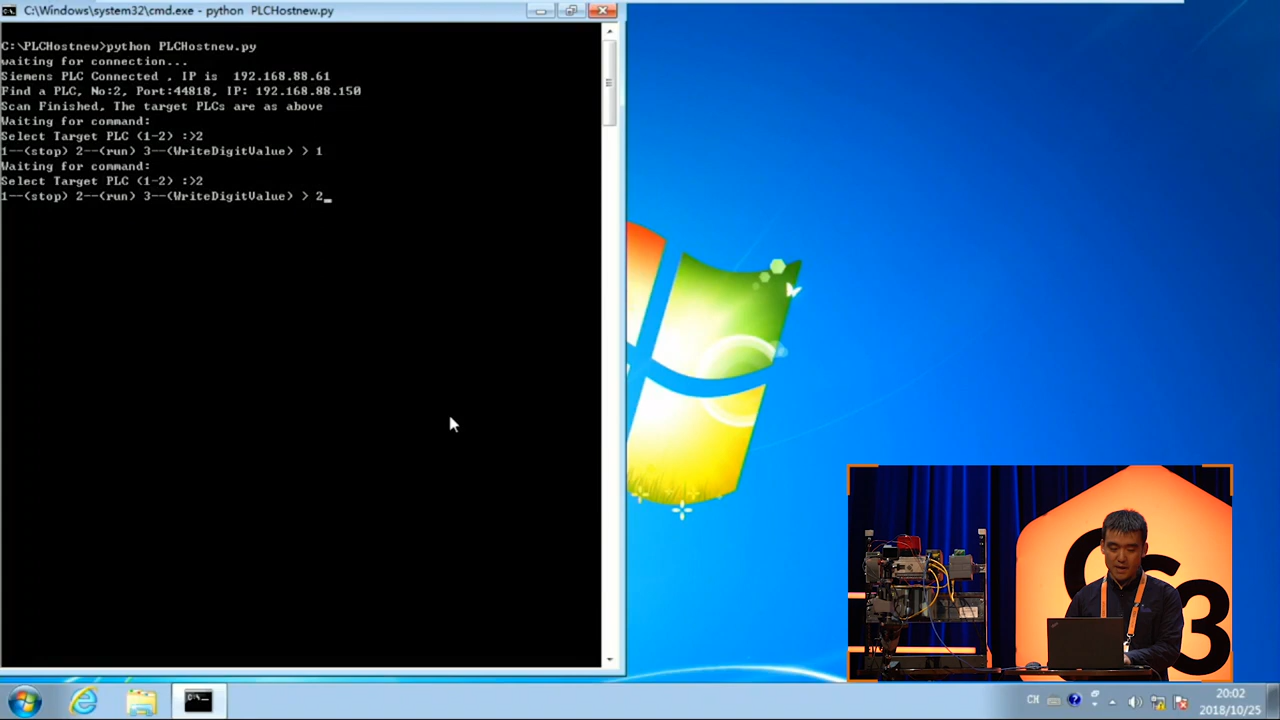 C:\Windows\system32\cmd.exe - python  PLCHostnew.py
C:\PLCHostnew>python PLCHostnew.py
waiting for connection...
Siemens PLC Connected , IP is  192.168.88.61
Find a PLC, No:2, Port:44818, IP: 192.168.88.150
Scan Finished, The target PLCs are as above
Waiting for command:
Select Target PLC (1-2) :>2
1--(stop) 2--(run) 3--(WriteDigitValue) > 1
Waiting for command:
Select Target PLC (1-2) :>2
1--(stop) 2--(run) 3--(WriteDigitValue) > 2_
CS3
C:\_
CH
20:02
2018/10/25